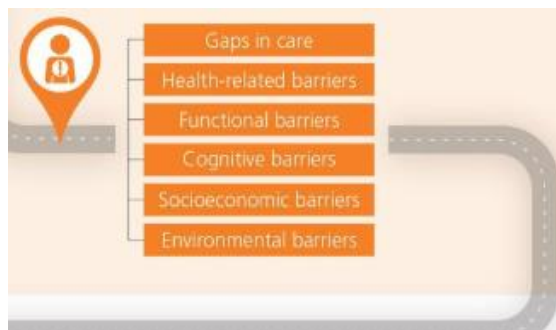 Gaps in care
Health-related barriers
Functional barriers
Cognitive barriers
Socioeconomic barriers
Environmental barriers